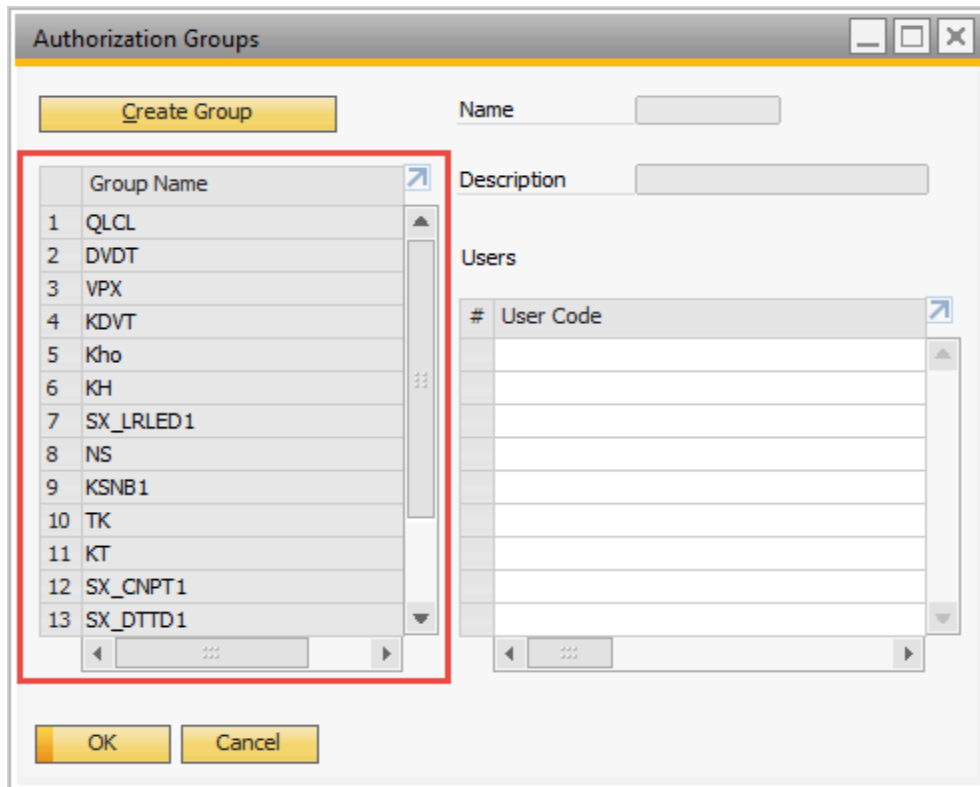 Authorization Groups
Create Group
Name
Group Name
Description
1 QLCL
2 DVDT
3 VPX
4 KDVT
5 Kho
6 KH
7 SX_LRLED1
8 NS
9 KSNB1
10 TK
11 KT
12 SX_CNPT1
13 SX_DTTD1
Users
# User Code
OK
Cancel